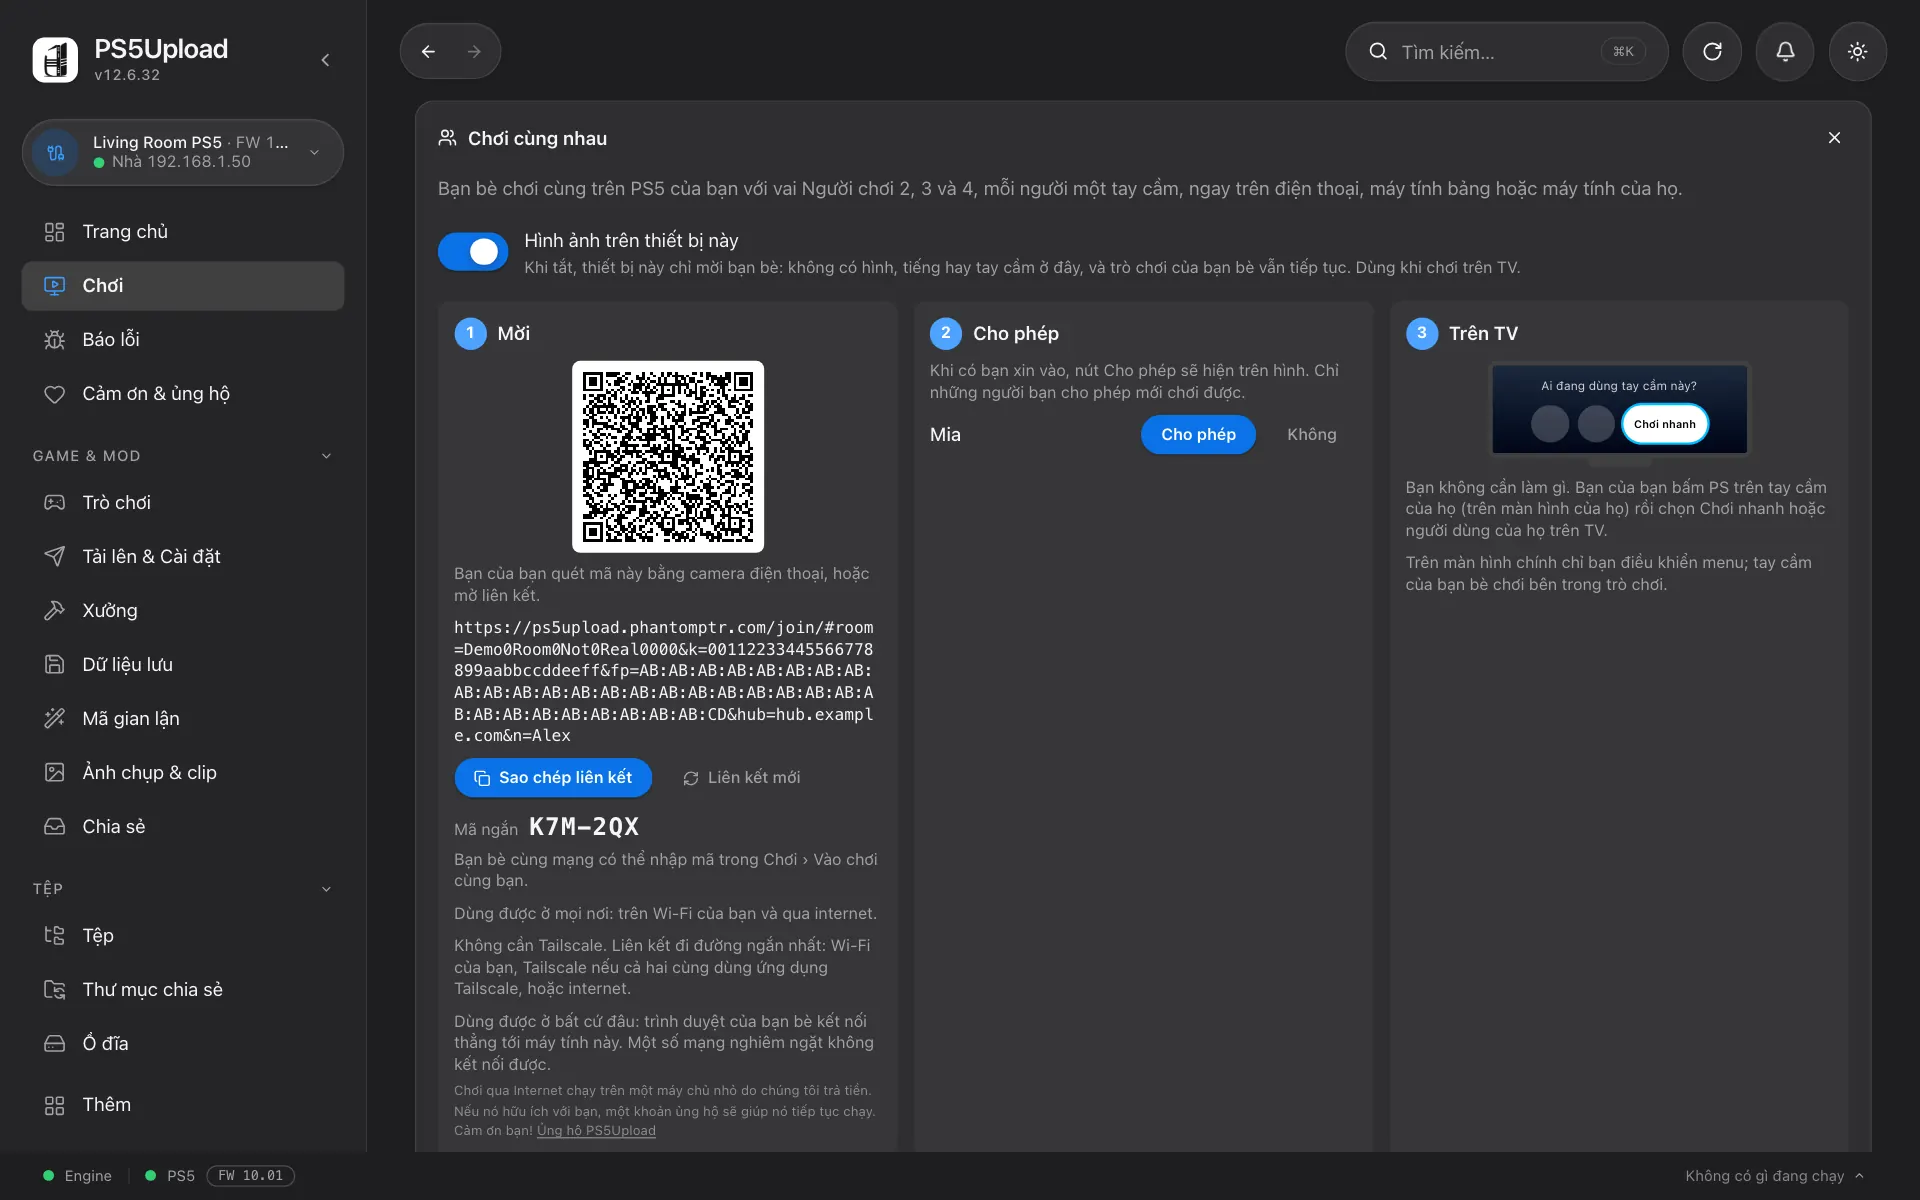 PS5Upload
v12.6.32
Living Room PS5 · FW 1...
Nhà 192.168.1.50
Trang chủ
Chơi
Báo lỗi
Cảm ơn & ủng hộ
GAME & MOD
Trò chơi
Tải lên & Cài đặt
Xưởng
Dữ liệu lưu
Mã gian lận
Ảnh chụp & clip
Chia sẻ
TỆP
Tệp
Thư mục chia sẻ
Ổ đĩa
Thêm
Tìm kiếm...
⌘K
Chơi cùng nhau
Bạn bè chơi cùng trên PS5 của bạn với vai Người chơi 2, 3 và 4, mỗi người một tay cầm, ngay trên điện thoại, máy tính bảng hoặc máy tính của họ.
Hình ảnh trên thiết bị này
Khi tắt, thiết bị này chỉ mời bạn bè: không có hình, tiếng hay tay cầm ở đây, và trò chơi của bạn bè vẫn tiếp tục. Dùng khi chơi trên TV.
1 Mời
Bạn của bạn quét mã này bằng camera điện thoại, hoặc
mở liên kết.
https://ps5upload.phantomptr.com/join/#room
=Demo0Room0Not0Real0000&k=00112233445566778
899aabbccddeeff&fp=AB:AB:AB:AB:AB:AB:AB:AB:
AB:AB:AB:AB:AB:AB:AB:AB:AB:AB:AB:AB:AB:AB:A
B:AB:AB:AB:AB:AB:AB:AB:AB:CD&hub=hub.exampl
e.com&n=Alex
Sao chép liên kết
Liên kết mới
Mã ngắn K7M-2QX
Bạn bè cùng mạng có thể nhập mã trong Chơi › Vào chơi
cùng bạn.
Dùng được ở mọi nơi: trên Wi-Fi của bạn và qua internet.
Không cần Tailscale. Liên kết đi đường ngắn nhất: Wi-Fi
của bạn, Tailscale nếu cả hai cùng dùng ứng dụng
Tailscale, hoặc internet.
Dùng được ở bất cứ đâu: trình duyệt của bạn bè kết nối
thẳng tới máy tính này. Một số mạng nghiêm ngặt không
kết nối được.
Chơi qua Internet chạy trên một máy chủ nhỏ do chúng tôi trả tiền.
Nếu nó hữu ích với bạn, một khoản ủng hộ sẽ giúp nó tiếp tục chạy.
Cảm ơn bạn! Ủng hộ PS5Upload
2 Cho phép
Khi có bạn xin vào, nút Cho phép sẽ hiện trên hình. Chỉ
những người bạn cho phép mới chơi được.
Mia
Cho phép
Không
3 Trên TV
Ai đang dùng tay cầm này?
Chơi nhanh
Bạn không cần làm gì. Bạn của bạn bấm PS trên tay cầm
của họ (trên màn hình của họ) rồi chọn Chơi nhanh hoặc
người dùng của họ trên TV.
Trên màn hình chính chỉ bạn điều khiển menu; tay cầm
của bạn bè chơi bên trong trò chơi.
Engine
PS5
FW 10.01
Không có gì đang chạy